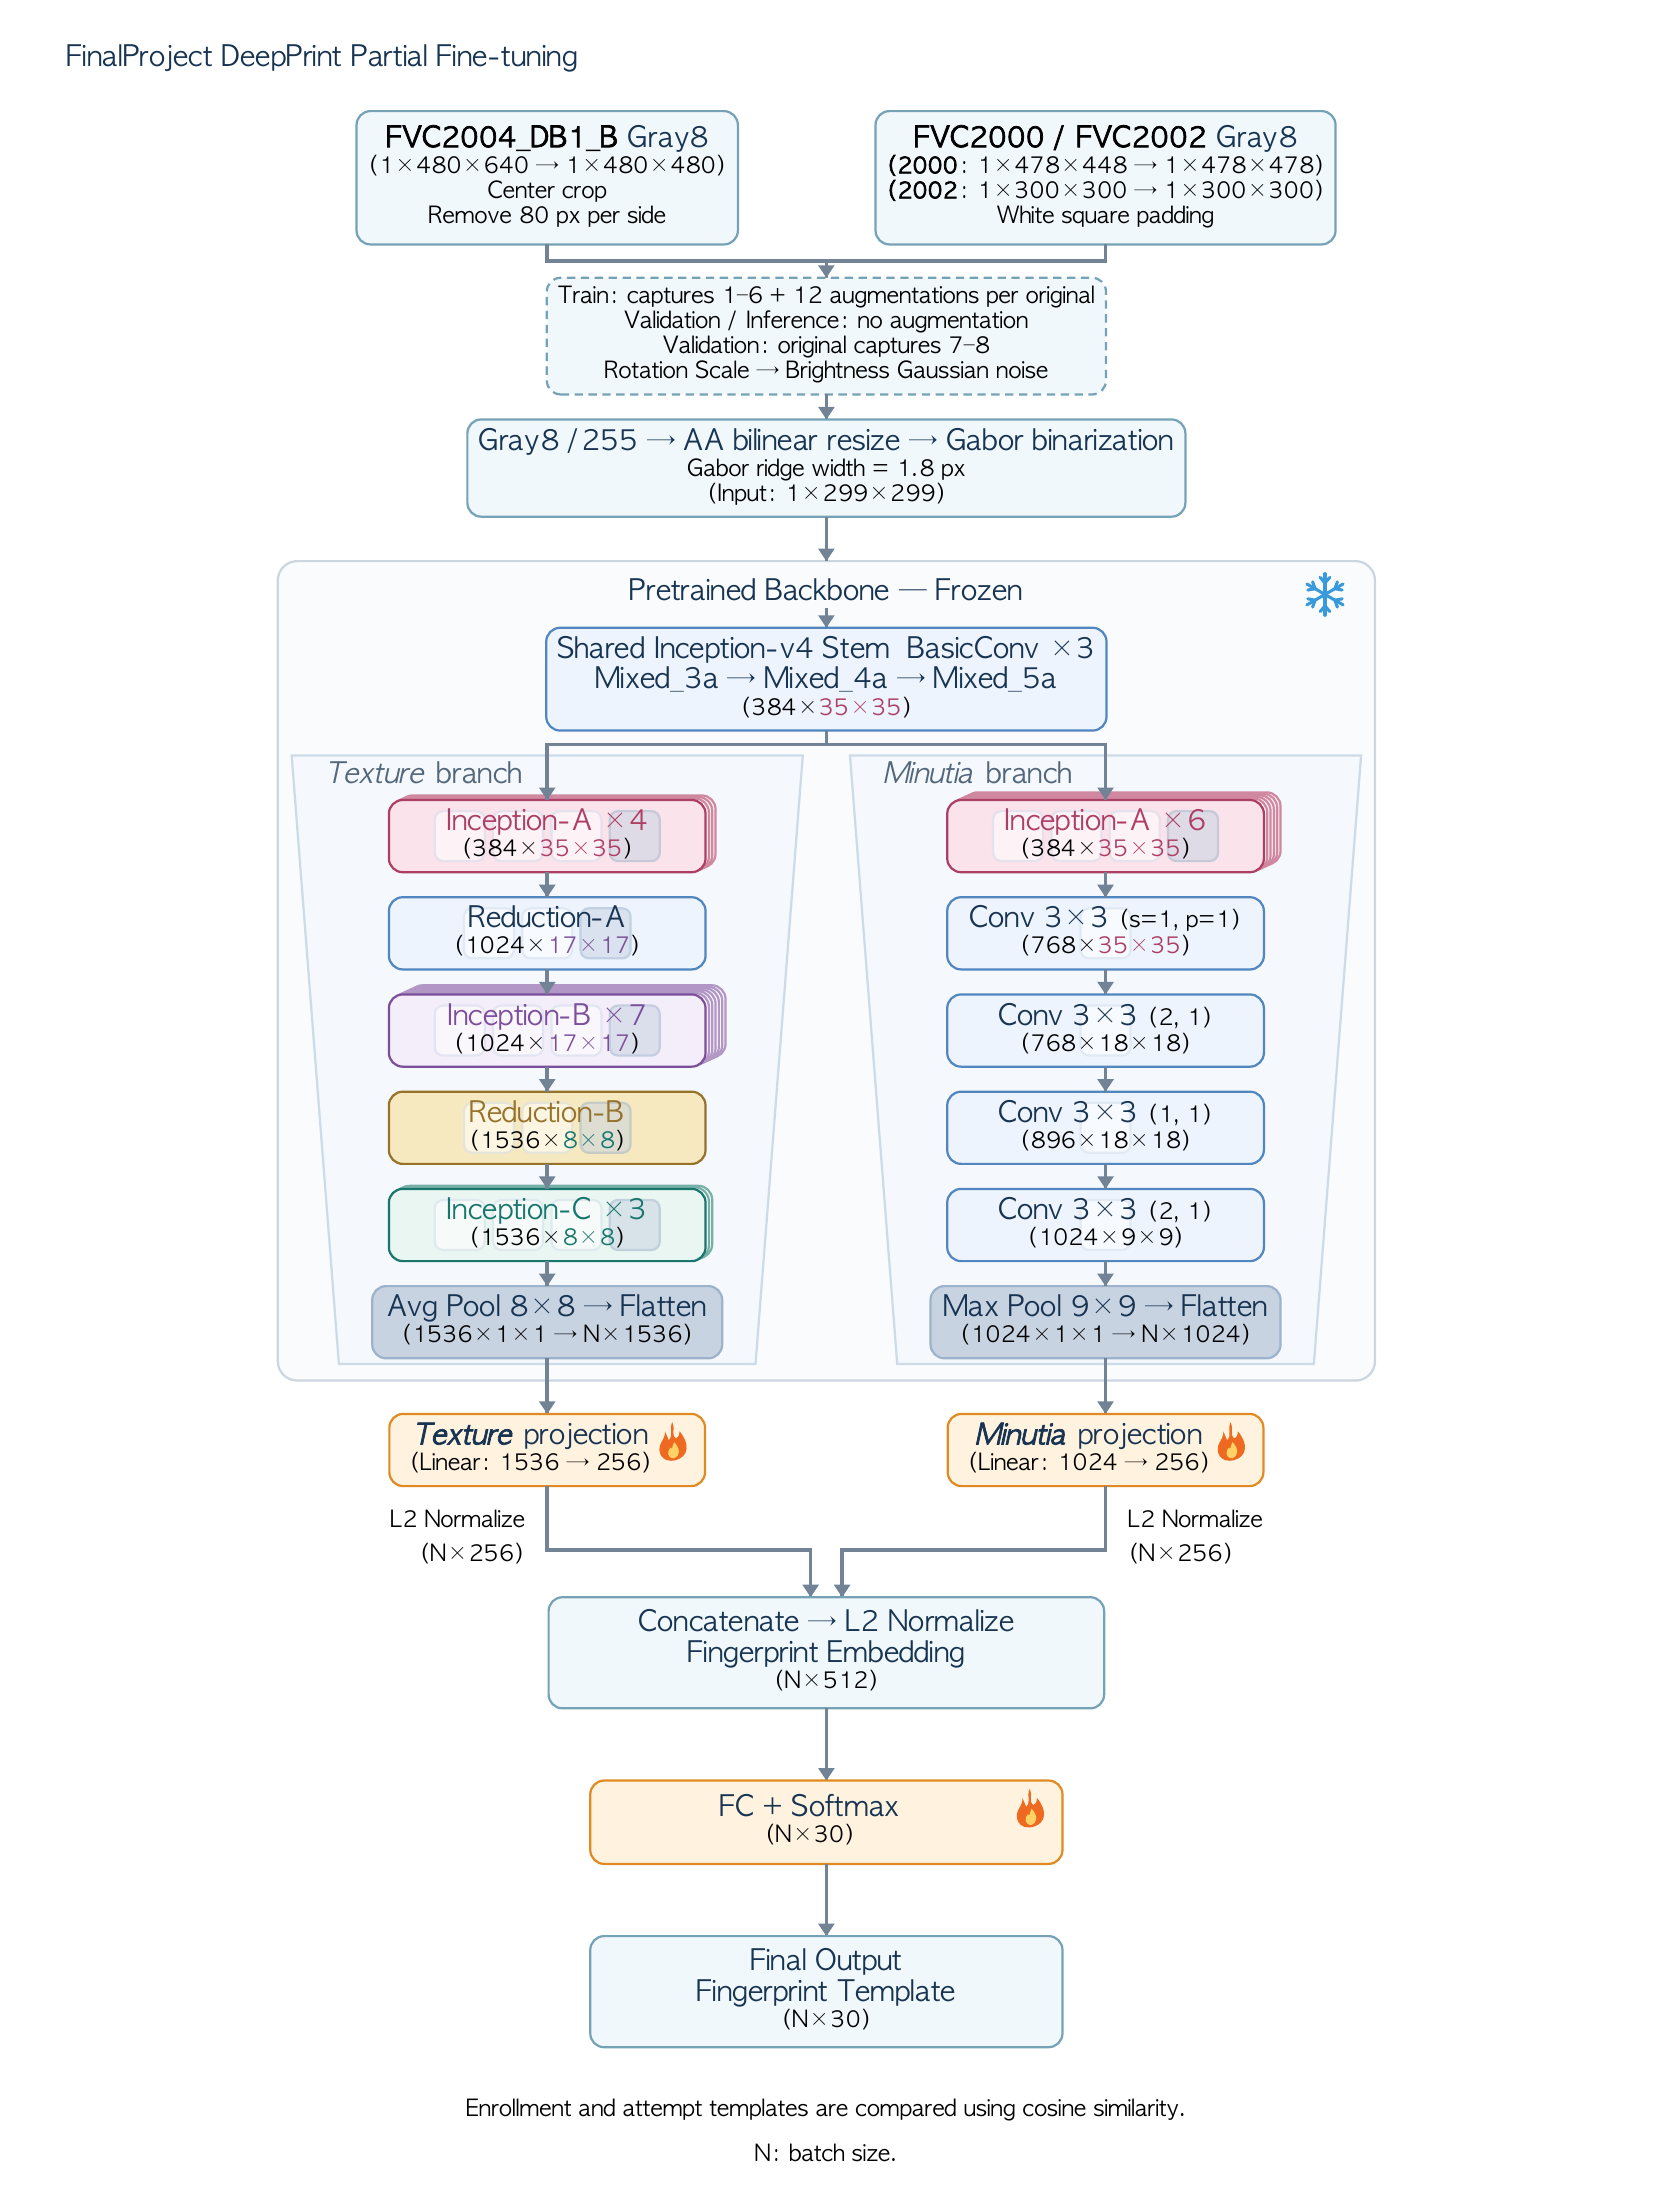 FinalProject DeepPrint Partial Fine-tuning
FVC2004_DB1_B Gray8
(1×480×640 → 1×480×480)
Center crop
Remove 80 px per side
FVC2000 / FVC2002 Gray8
(2000: 1×478×448 → 1×478×478)
(2002: 1×300×300 → 1×300×300)
White square padding
Train: captures 1–6 + 12 augmentations per original
Validation / Inference: no augmentation
Validation: original captures 7–8
Rotation Scale → Brightness Gaussian noise
Gray8 / 255 → AA bilinear resize → Gabor binarization
Gabor ridge width = 1.8 px
(Input: 1×299×299)
Pretrained Backbone — Frozen
Shared Inception-v4 Stem BasicConv ×3
Mixed_3a → Mixed_4a → Mixed_5a
(384×35×35)
Texture branch
Inception-A ×4
(384×35×35)
Reduction-A
(1024×17×17)
Inception-B ×7
(1024×17×17)
Reduction-B
(1536×8×8)
Inception-C ×3
(1536×8×8)
Avg Pool 8×8 → Flatten
(1536×1×1 → N×1536)
Minutia branch
Inception-A ×6
(384×35×35)
Conv 3×3 (s=1, p=1)
(768×35×35)
Conv 3×3 (2, 1)
(768×18×18)
Conv 3×3 (1, 1)
(896×18×18)
Conv 3×3 (2, 1)
(1024×9×9)
Max Pool 9×9 → Flatten
(1024×1×1 → N×1024)
Texture projection
(Linear: 1536 → 256)
L2 Normalize
(N×256)
Minutia projection
(Linear: 1024 → 256)
L2 Normalize
(N×256)
Concatenate → L2 Normalize
Fingerprint Embedding
(N×512)
FC + Softmax
(N×30)
Final Output
Fingerprint Template
(N×30)
Enrollment and attempt templates are compared using cosine similarity.
N: batch size.